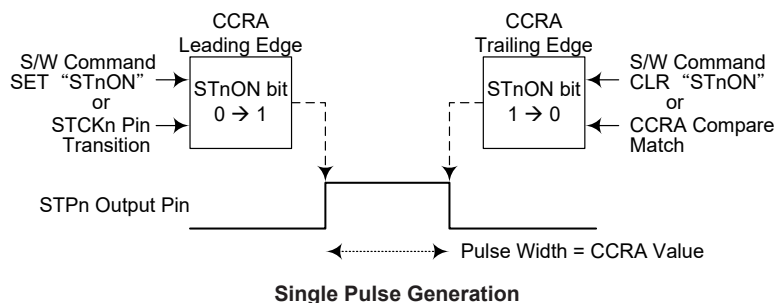 CCRA
Leading Edge
S/W Command
SET “STnON”
or
STCKn Pin
Transition
STnON bit
0 → 1
CCRA
Trailing Edge
STnON bit
1 → 0
S/W Command
CLR “STnON”
or
CCRA Compare
Match
STPn Output Pin
Pulse Width = CCRA Value
Single Pulse Generation